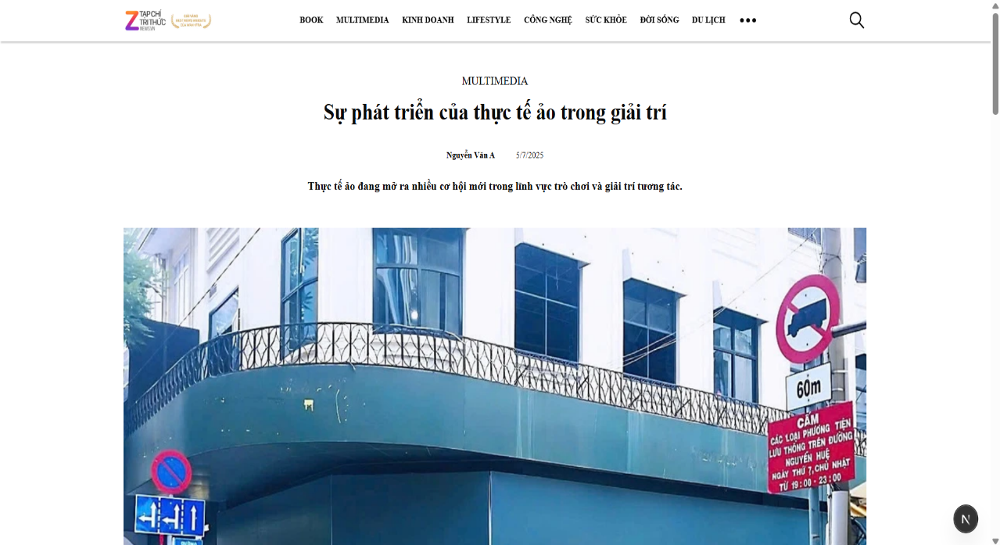 TẠP CHÍ
TRI THỨC
NEWS.VN
BOOK MULTIMEDIA KINH DOANH LIFESTYLE CÔNG NGHỆ SỨC KHỎE ĐỜI SỐNG DU LỊCH
MULTIMEDIA
Sự phát triển của thực tế ảo trong giải trí
Nguyễn Văn A 5/7/2025
Thực tế ảo đang mở ra nhiều cơ hội mới trong lĩnh vực trò chơi và giải trí tương tác.
60m
CẤM
CÁC LOẠI PHƯƠNG TIỆN
LƯU THÔNG TRÊN ĐƯỜNG
NGUYỄN HUỆ
NGÀY THỨ 7, CHỦ NHẬT
TỪ 19:00 - 23:00
N